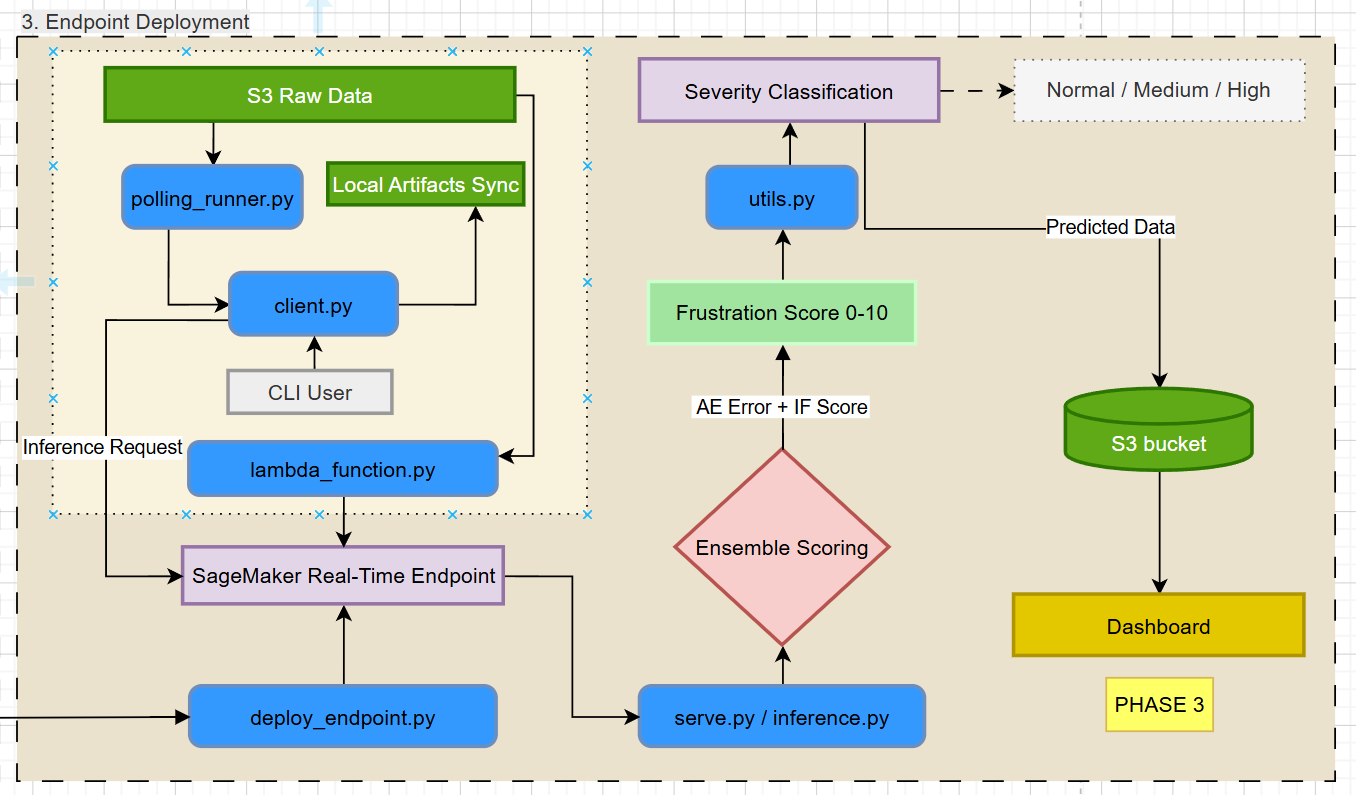 3. Endpoint Deployment
S3 Raw Data
polling_runner.py
Local Artifacts Sync
client.py
CLI User
Inference Request
lambda_function.py
SageMaker Real-Time Endpoint
deploy_endpoint.py
serve.py / inference.py
Ensemble Scoring
AE Error + IF Score
Frustration Score 0-10
utils.py
Severity Classification
Normal / Medium / High
Predicted Data
S3 bucket
Dashboard
PHASE 3